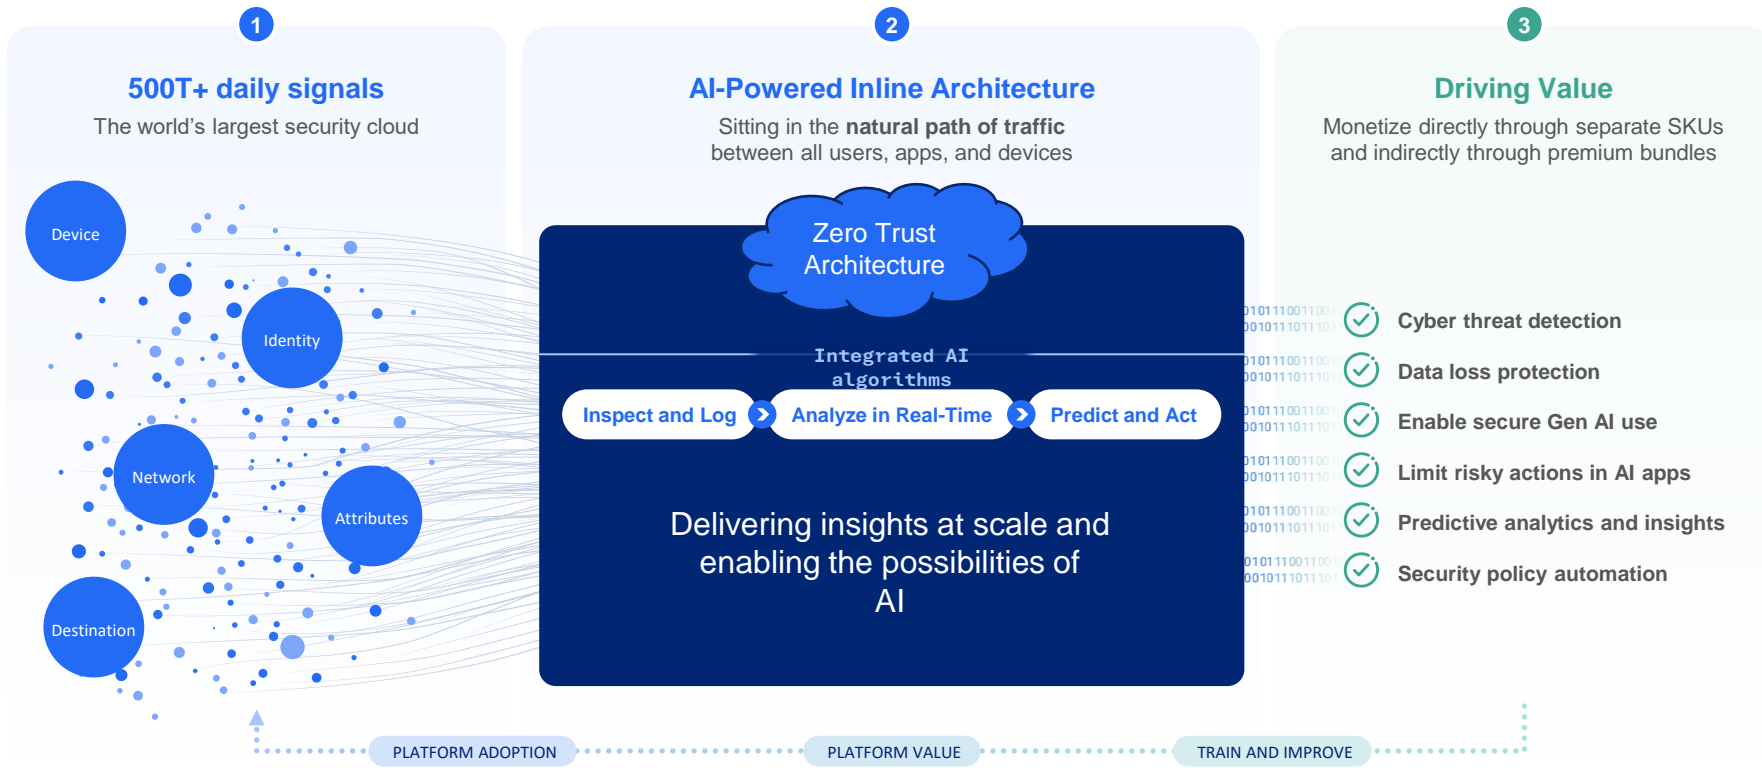 1
500T+ daily signals
The world's largest security cloud
Device
Identity
Network
Attributes
Destination
2
AI-Powered Inline Architecture
Sitting in the natural path of traffic
between all users, apps, and devices
Zero Trust
Architecture
Integrated AI
algorithms
Inspect and Log
Analyze in Real-Time
Predict and Act
Delivering insights at scale and
enabling the possibilities of
AI
3
Driving Value
Monetize directly through separate SKUs
and indirectly through premium bundles
Cyber threat detection
Data loss protection
Enable secure Gen AI use
Limit risky actions in AI apps
Predictive analytics and insights
Security policy automation
PLATFORM ADOPTION
PLATFORM VALUE
TRAIN AND IMPROVE